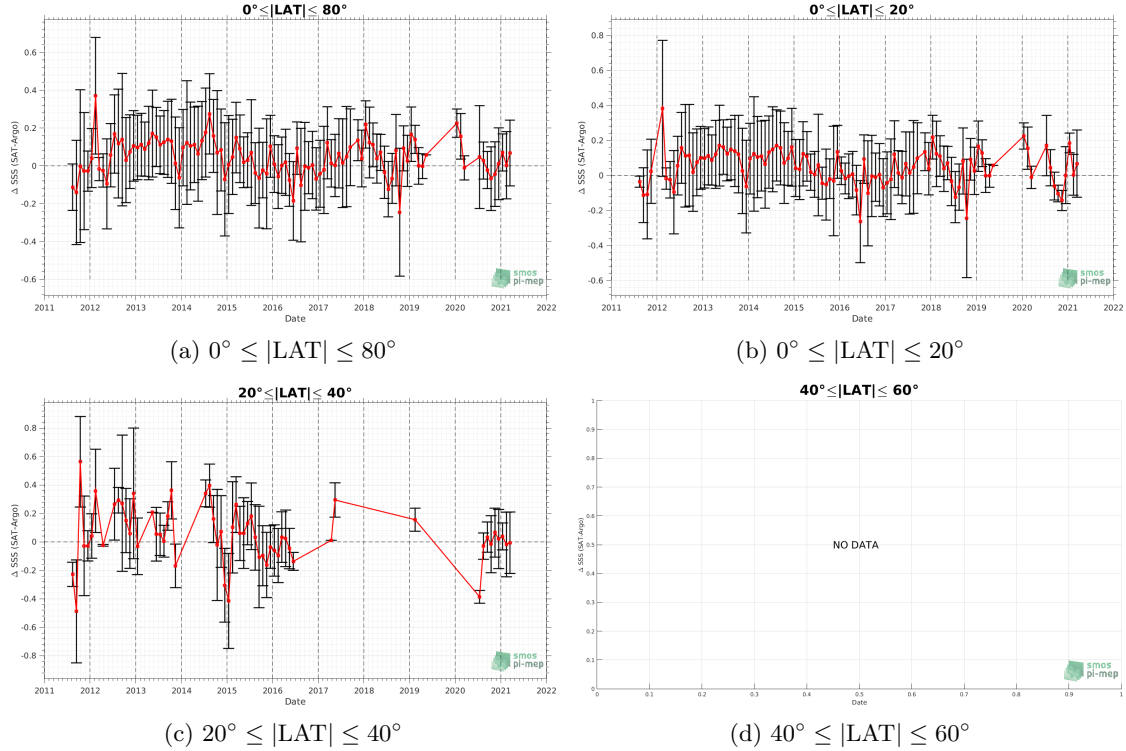 0°≤|LAT|≤ 80°
Δ SSS (SAT-Argo)
0.6
0.4
0.2
0
-0.2
-0.4
-0.6
2011 2012 2013 2014 2015 2016 2017 2018 2019 2020 2021 2022
Date
smos
pi-mep
(a) 0° ≤ |LAT| ≤ 80°
0°≤|LAT|≤ 20°
Δ SSS (SAT-Argo)
0.8
0.6
0.4
0.2
0
-0.2
-0.4
-0.6
2011 2012 2013 2014 2015 2016 2017 2018 2019 2020 2021 2022
Date
smos
pi-mep
(b) 0° ≤ |LAT| ≤ 20°
20°≤|LAT|≤ 40°
Δ SSS (SAT-Argo)
0.8
0.6
0.4
0.2
0
-0.2
-0.4
-0.6
-0.8
2011 2012 2013 2014 2015 2016 2017 2018 2019 2020 2021 2022
Date
smos
pi-mep
(c) 20° ≤ |LAT| ≤ 40°
40°≤|LAT|≤ 60°
Δ SSS (SAT-Argo)
1
0.9
0.8
0.7
0.6
0.5
0.4
0.3
0.2
0.1
0
NO DATA
0 0.1 0.2 0.3 0.4 0.5 0.6 0.7 0.8 0.9 1
Date
smos
pi-mep
(d) 40° ≤ |LAT| ≤ 60°